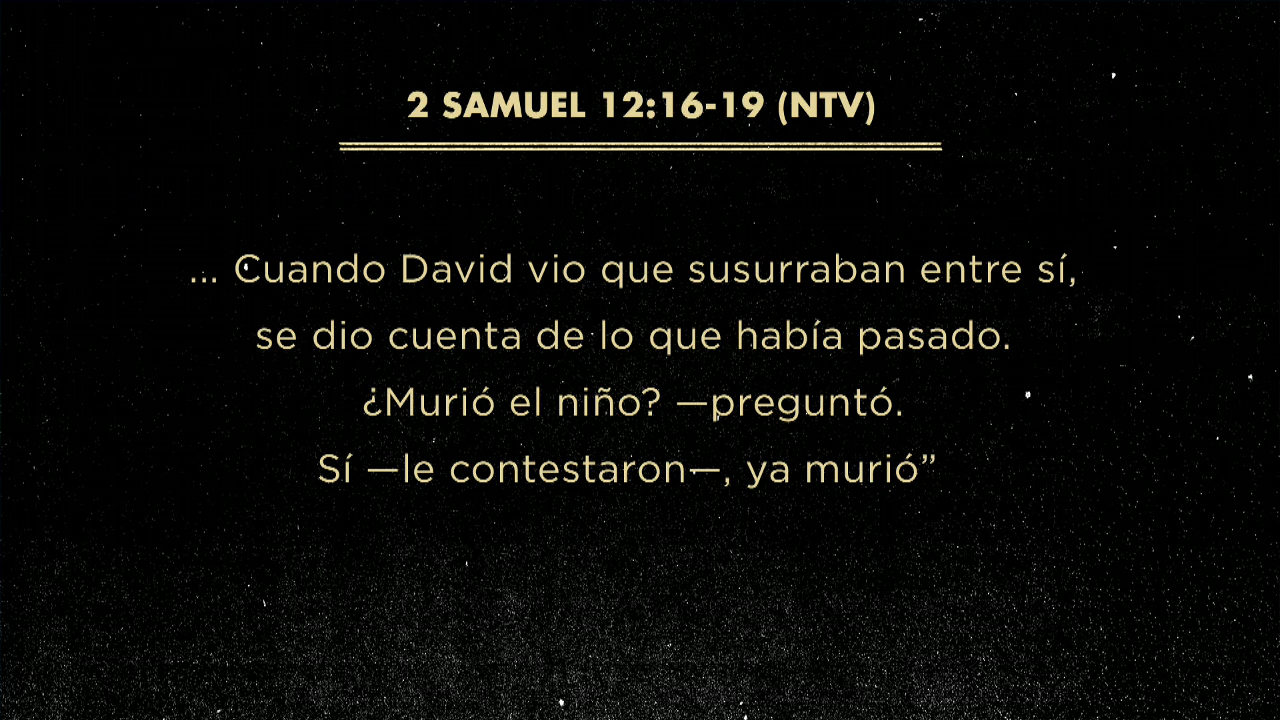 2 SAMUEL 12:16-19 (NTV)
... Cuando David vio que susurraban entre sí,
se dio cuenta de lo que había pasado.
¿Murió el niño? —preguntó.
Sí —le contestaron—, ya murió”